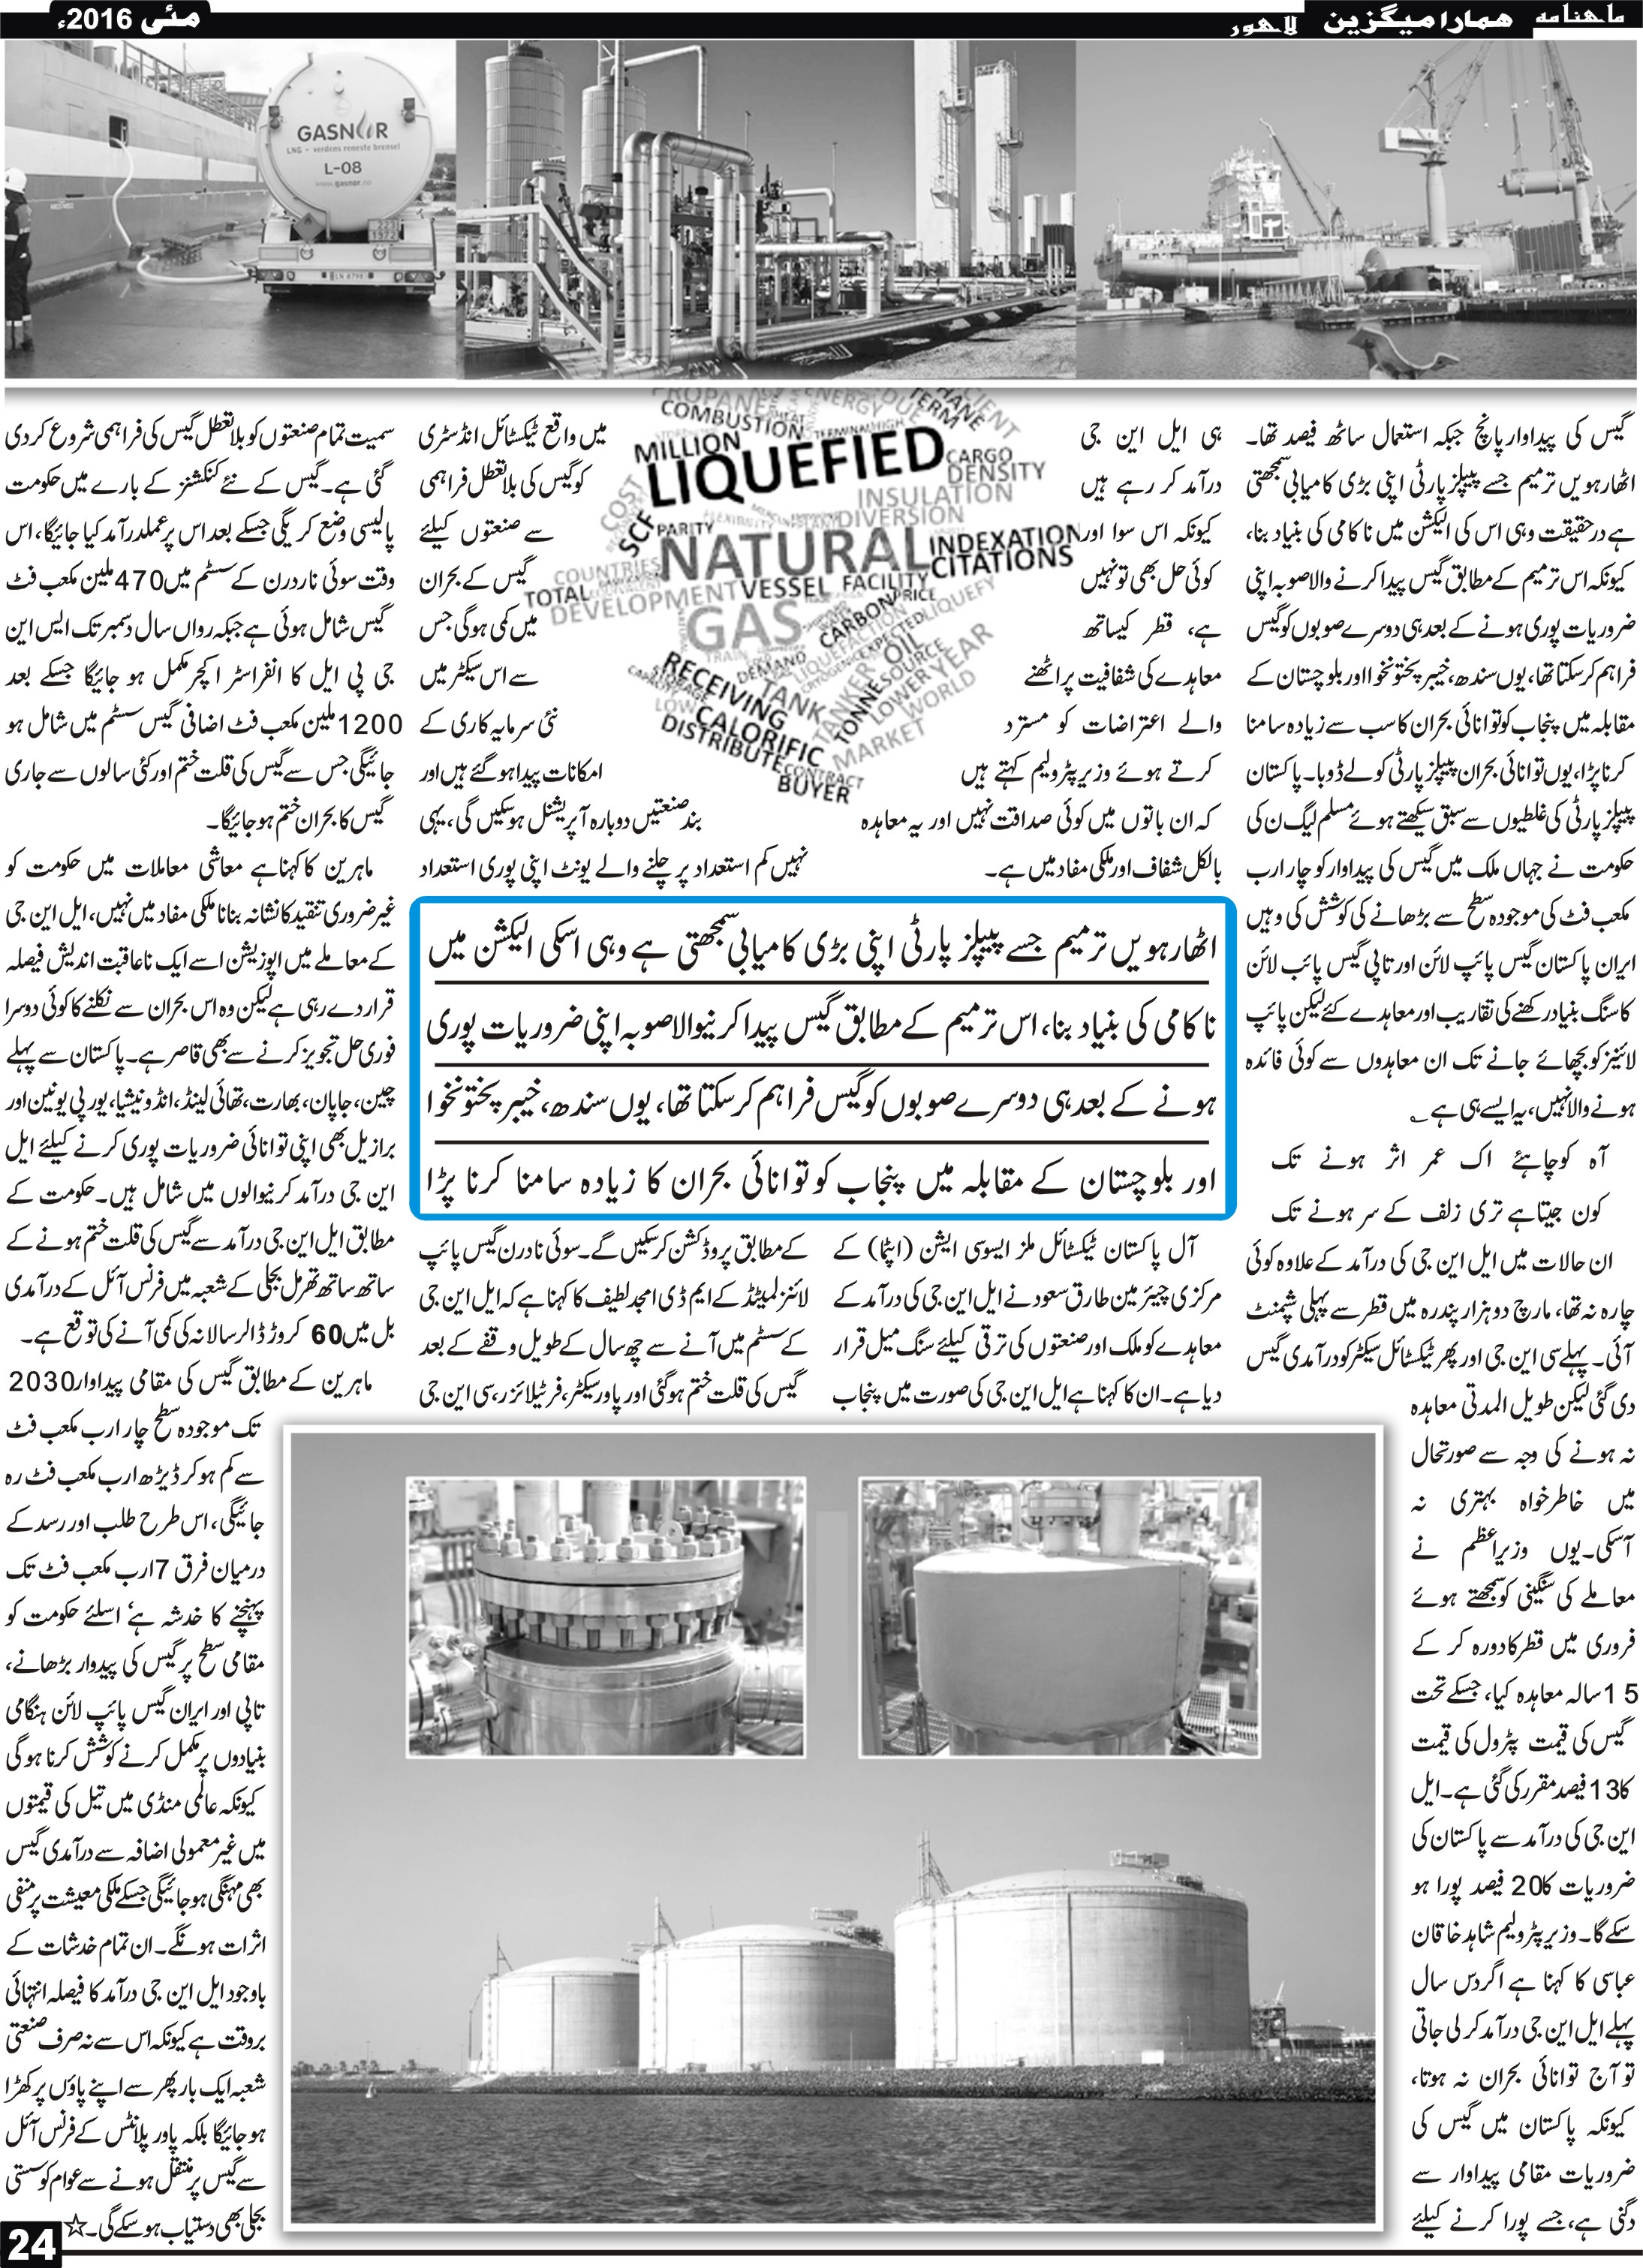 ماہنامہ ہمارا میگزین لاہور
مئی 2016ء
GASNOR
LNG - verdens reneste brensel
L-08
www.gasnor.no
LN 8799
گیس کی پیداوار پانچ جبکہ استعمال ساٹھ فیصد تھا۔
اٹھارہویں ترمیم جسے پیپلز پارٹی اپنی بڑی کامیابی سمجھتی
ہے درحقیقت وہی اس کی الیکشن میں ناکامی کی بنیاد بنا،
کیونکہ اس ترمیم کے مطابق گیس پیدا کرنے والا صوبہ اپنی
ضروریات پوری ہونے کے بعد ہی دوسرے صوبوں کو گیس
فراہم کرسکتا تھا، یوں سندھ، خیبر پختونخوا اور بلوچستان کے
مقابلہ میں پنجاب کو توانائی بحران کا سب سے زیادہ سامنا
کرنا پڑا، یوں توانائی بحران پیپلز پارٹی کو لے ڈوبا۔ پاکستان
پیپلز پارٹی کی غلطیوں سے سبق سیکھتے ہوئے مسلم لیگ ن کی
حکومت نے جہاں ملک میں گیس کی پیداوار کو چار ارب
مکعب فٹ کی موجودہ سطح سے بڑھانے کی کوشش کی وہیں
ایران پاکستان گیس پائپ لائن اور تاپی گیس پائپ لائن
کا سنگ بنیاد رکھنے کی تقاریب اور معاہدے کئے لیکن پائپ
لائینز کو بچھائے جانے تک ان معاہدوں سے کوئی فائدہ
ہونے والا نہیں، یہ ایسے ہی ہے ؎
آہ کو چاہئے اک عمر اثر ہونے تک
کون جیتا ہے تری زلف کے سر ہونے تک
ان حالات میں ایل این جی کی درآمد کے علاوہ کوئی
چارہ نہ تھا، مارچ دو ہزار پندرہ میں قطر سے پہلی شپمنٹ
آئی۔ پہلے سی این جی اور پھر ٹیکسٹائل سیکٹر کو درآمدی گیس
دی گئی لیکن طویل المدتی معاہدہ
نہ ہونے کی وجہ سے صورتحال
میں خاطرخواہ بہتری نہ
آسکی۔ یوں وزیراعظم نے
معاملے کی سنگینی کو سمجھتے ہوئے
فروری میں قطر کا دورہ کر کے
15 سالہ معاہدہ کیا، جسکے تحت
گیس کی قیمت پٹرول کی قیمت
کا 13 فیصد مقرر کی گئی ہے۔ ایل
این جی کی درآمد سے پاکستان کی
ضروریات کا 20 فیصد پورا ہو
سکے گا۔ وزیر پٹرولیم شاہد خاقان
عباسی کا کہنا ہے اگر دس سال
پہلے ایل این جی درآمد کر لی جاتی
تو آج توانائی بحران نہ ہوتا،
کیونکہ پاکستان میں گیس کی
ضروریات مقامی پیداوار سے
دگنی ہے، جسے پورا کرنے کیلئے
ہی ایل این جی
درآمد کر رہے ہیں
کیونکہ اس سوا اور
کوئی حل بھی تو نہیں
ہے، قطر کیساتھ
معاہدے کی شفافیت پر اٹھنے
والے اعتراضات کو مسترد
کرتے ہوئے وزیر پٹرولیم کہتے ہیں
کہ ان باتوں میں کوئی صداقت نہیں اور یہ معاہدہ
بالکل شفاف اور ملکی مفاد میں ہے۔
PROPANE ENERGY DUE TERM
COMBUSTION HEAT TERMINAL HIGH
MILLION
LIQUEFIED
CARGO
DENSITY
COST
INSULATION
SCF
PARITY
FLEXIBILITY
DIVERSION
NATURAL
INDEXATION
CITATIONS
COUNTRIES
TOTAL
DEVELOPMENT
VESSEL FACILITY
PRICE
GAS
CARBON
LIQUEFY
TRAIN
DEMAND
EXPECTED
OIL
RECEIVING
TANK
TANKER
SOURCE
TONNE
LOWER YEAR
WORLD
LOW
CALORIFIC
DISTRIBUTE
MARKET
CONTRACT
BUYER
اٹھارہویں ترمیم جسے پیپلز پارٹی اپنی بڑی کامیابی سمجھتی ہے وہی اسکی الیکشن میں
ناکامی کی بنیاد بنا، اس ترمیم کے مطابق گیس پیدا کرنیوالا صوبہ اپنی ضروریات پوری
ہونے کے بعد ہی دوسرے صوبوں کو گیس فراہم کرسکتا تھا، یوں سندھ، خیبر پختونخوا
اور بلوچستان کے مقابلہ میں پنجاب کو توانائی بحران کا زیادہ سامنا کرنا پڑا
آل پاکستان ٹیکسٹائل ملز ایسوسی ایشن (اپٹما) کے
مرکزی چیئرمین طارق سعود نے ایل این جی کی درآمد کے
معاہدے کو ملک اور صنعتوں کی ترقی کیلئے سنگ میل قرار
دیا ہے۔ ان کا کہنا ہے ایل این جی کی صورت میں پنجاب
میں واقع ٹیکسٹائل انڈسٹری
کو گیس کی بلاتعطل فراہمی
سے صنعتوں کیلئے
گیس کے بحران
میں کمی ہوگی جس
سے اس سیکٹر میں
نئی سرمایہ کاری کے
امکانات پیدا ہوگئے ہیں اور
بند صنعتیں دوبارہ آپریشنل ہوسکیں گی، یہی
نہیں کم استعداد پر چلنے والے یونٹ اپنی پوری استعداد
کے مطابق پروڈکشن کرسکیں گے۔ سوئی نادرن گیس پائپ
لائنز لمیٹڈ کے ایم ڈی امجد لطیف کا کہنا ہے کہ ایل این جی
کے سسٹم میں آنے سے چھ سال کے طویل وقفے کے بعد
گیس کی قلت ختم ہوگئی اور پاور سیکٹر، فرٹیلائزر، سی این جی
سمیت تمام صنعتوں کو بلاتعطل گیس کی فراہمی شروع کردی
گئی ہے۔ گیس کے نئے کنکشنز کے بارے میں حکومت
پالیسی وضع کریگی جسکے بعد اس پر عملدرآمد کیا جائیگا، اس
وقت سوئی ناردرن کے سسٹم میں 470 ملین مکعب فٹ
گیس شامل ہوئی ہے جبکہ رواں سال دسمبر تک ایس این
جی پی ایل کا انفراسٹراکچر مکمل ہو جائیگا جسکے بعد
1200 ملین مکعب فٹ اضافی گیس سسٹم میں شامل ہو
جائیگی جس سے گیس کی قلت ختم اور کئی سالوں سے جاری
گیس کا بحران ختم ہو جائیگا۔
ماہرین کا کہنا ہے معاشی معاملات میں حکومت کو
غیر ضروری تنقید کا نشانہ بنانا ملکی مفاد میں نہیں، ایل این جی
کے معاملے میں اپوزیشن اسے ایک ناعاقبت اندیش فیصلہ
قرار دے رہی ہے لیکن وہ اس بحران سے نکلنے کا کوئی دوسرا
فوری حل تجویز کرنے سے بھی قاصر ہے۔ پاکستان سے پہلے
چین، جاپان، بھارت، تھائی لینڈ، انڈونیشیا، یورپی یونین اور
برازیل بھی اپنی توانائی ضروریات پوری کرنے کیلئے ایل
این جی درآمد کرنیوالوں میں شامل ہیں۔ حکومت کے
مطابق ایل این جی درآمد سے گیس کی قلت ختم ہونے کے
ساتھ ساتھ تھرمل بجلی کے شعبہ میں فرنس آئل کے درآمدی
بل میں 60 کروڑ ڈالر سالانہ کی کمی آنے کی توقع ہے۔
ماہرین کے مطابق گیس کی مقامی پیداوار 2030
تک موجودہ سطح چار ارب مکعب فٹ
سے کم ہو کر ڈیڑھ ارب مکعب فٹ رہ
جائیگی، اس طرح طلب اور رسد کے
درمیان فرق 7 ارب مکعب فٹ تک
پہنچنے کا خدشہ ہے، اسلئے حکومت کو
مقامی سطح پر گیس کی پیدوار بڑھانے،
تاپی اور ایران گیس پائپ لائن ہنگامی
بنیادوں پر مکمل کرنے کوشش کرنا ہوگی
کیونکہ عالمی منڈی میں تیل کی قیمتوں
میں غیر معمولی اضافہ سے درآمدی گیس
بھی مہنگی ہو جائیگی جسکے ملکی معیشت پر منفی
اثرات ہونگے۔ ان تمام خدشات کے
باوجود ایل این جی درآمد کا فیصلہ انتہائی
بروقت ہے کیونکہ اس سے نہ صرف صنعتی
شعبہ ایک بار پھر سے اپنے پاؤں پر کھڑا
ہو جائیگا بلکہ پاور پلانٹس کے فرنس آئل
سے گیس پر منتقل ہونے سے عوام کو سستی
بجلی بھی دستیاب ہو سکے گی۔☆
24